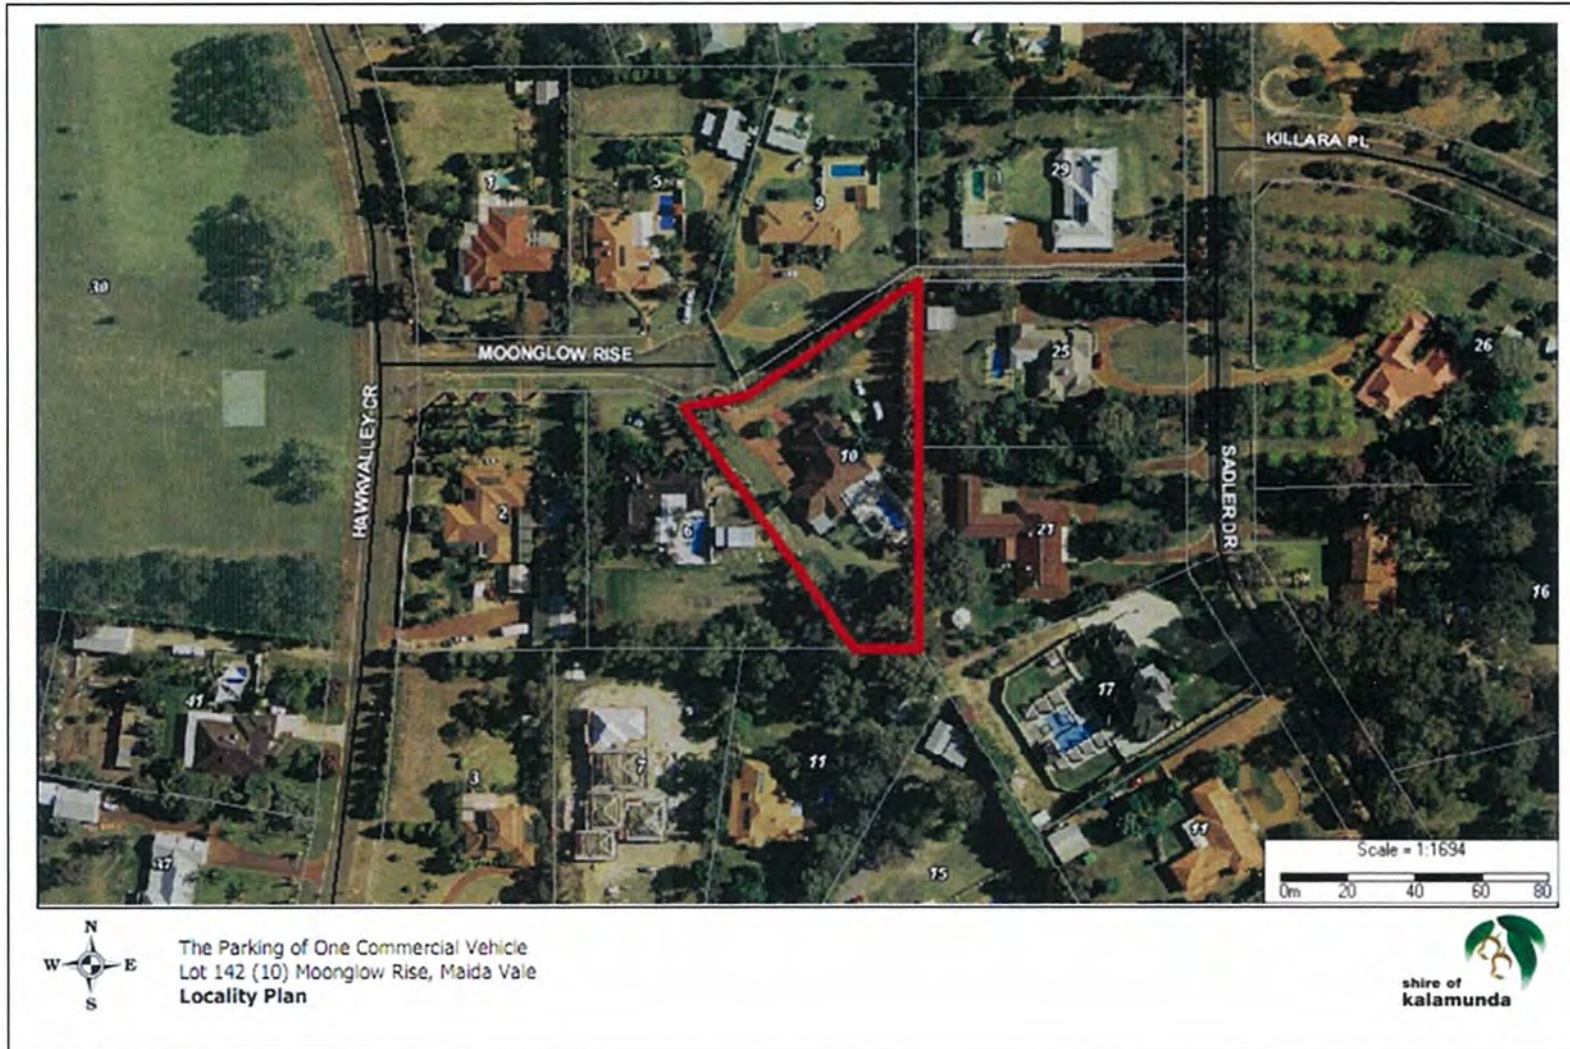 KILLARA PL
29
1
5
9
30
MOONGLOW RISE
25
26
HAWKVALLEY CR
SADLER DR
10
2
6
21
16
41
17
3
7
11
11
15
47
Scale = 1:1694
0m 20 40 60 80
N
W E
S
The Parking of One Commercial Vehicle
Lot 142 (10) Moonglow Rise, Maida Vale
Locality Plan
shire of
kalamunda